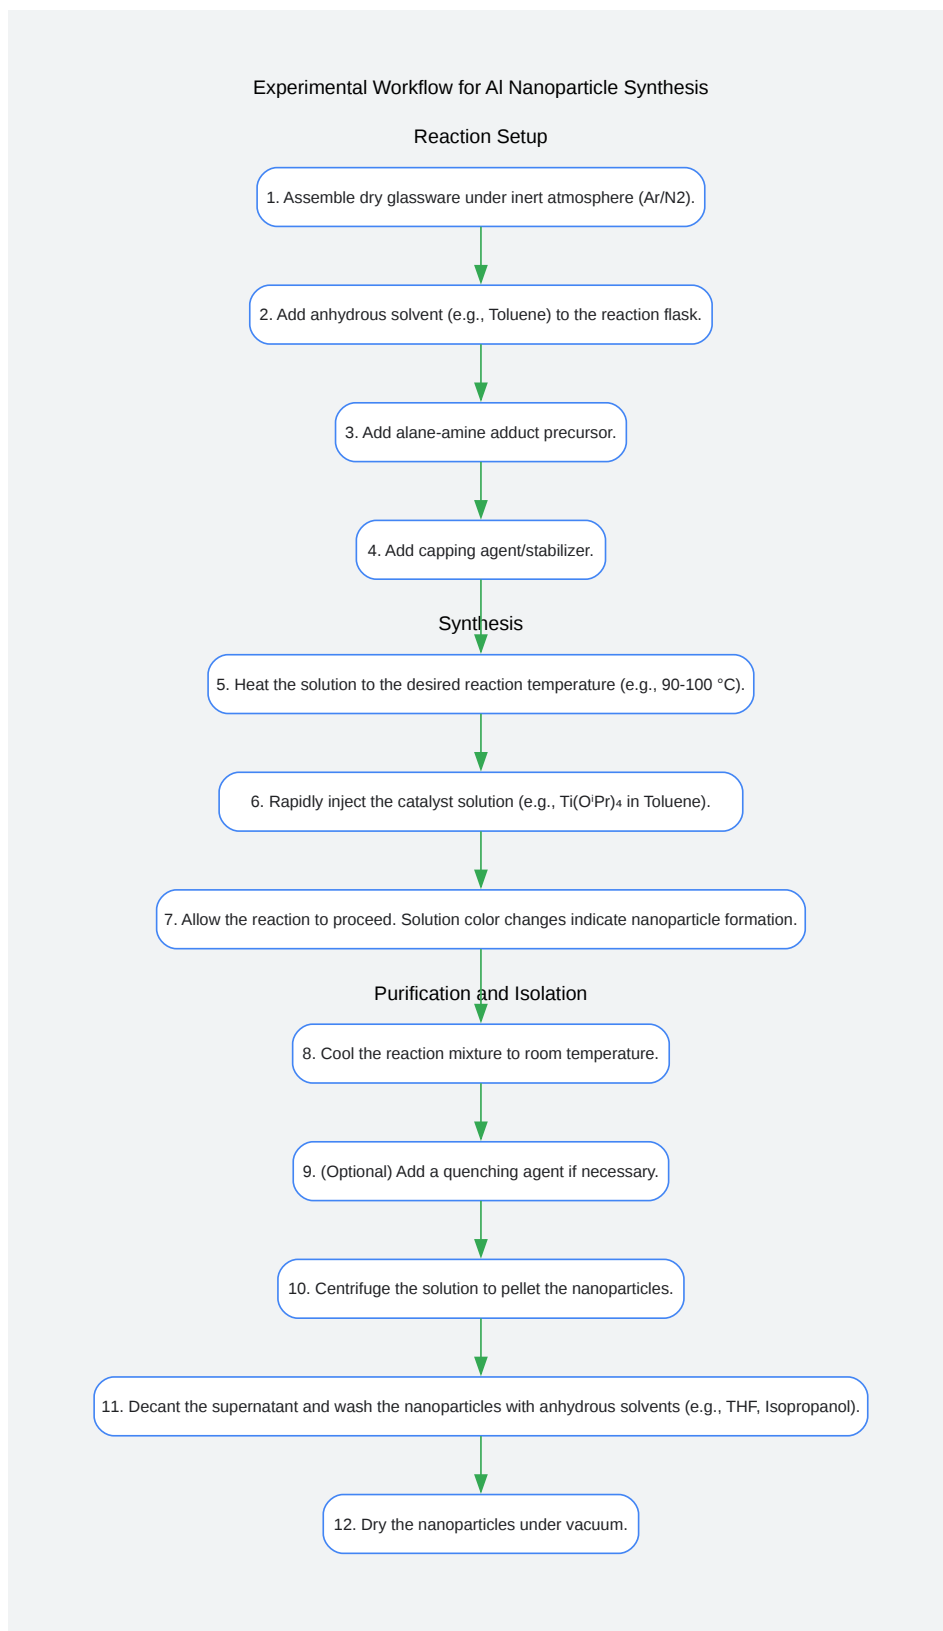 Experimental Workflow for Al Nanoparticle Synthesis
Reaction Setup
1. Assemble dry glassware under inert atmosphere (Ar/N2).
2. Add anhydrous solvent (e.g., Toluene) to the reaction flask.
3. Add alane-amine adduct precursor.
4. Add capping agent/stabilizer.
Synthesis
5. Heat the solution to the desired reaction temperature (e.g., 90-100 °C).
6. Rapidly inject the catalyst solution (e.g., Ti(OⁱPr)₄ in Toluene).
7. Allow the reaction to proceed. Solution color changes indicate nanoparticle formation.
Purification and Isolation
8. Cool the reaction mixture to room temperature.
9. (Optional) Add a quenching agent if necessary.
10. Centrifuge the solution to pellet the nanoparticles.
11. Decant the supernatant and wash the nanoparticles with anhydrous solvents (e.g., THF, Isopropanol).
12. Dry the nanoparticles under vacuum.